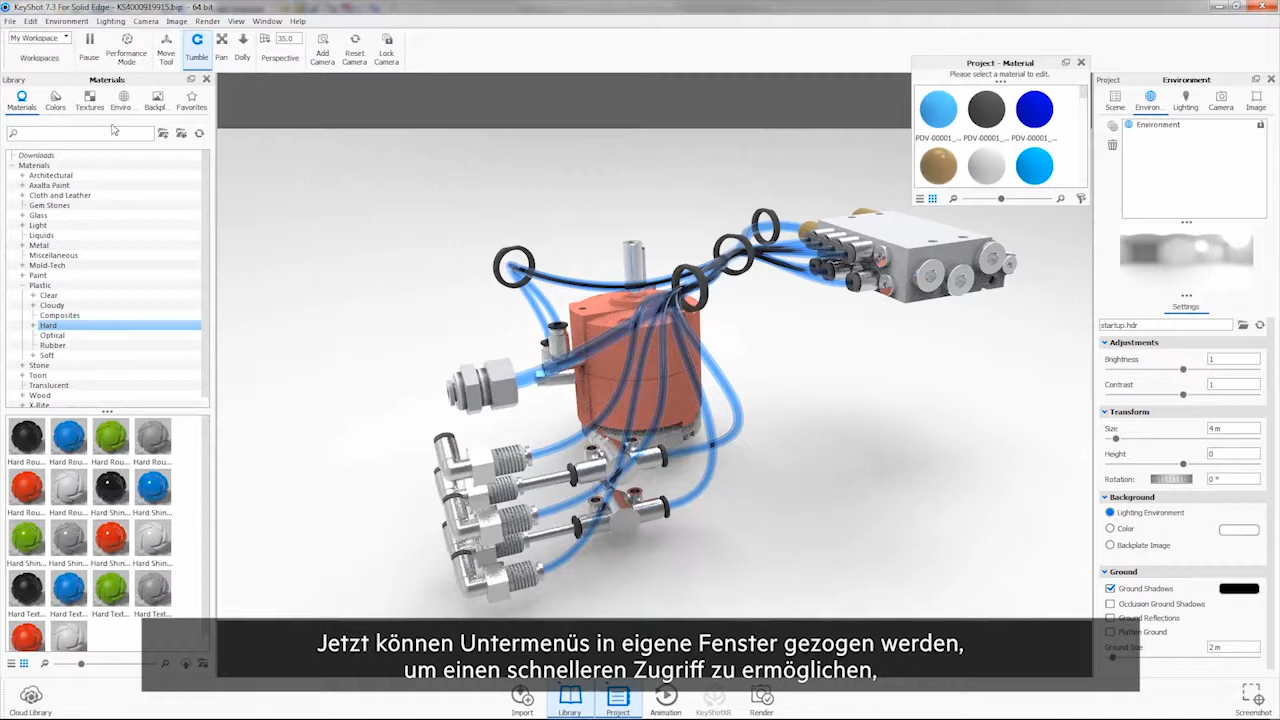 KeyShot 7.3 For Solid Edge - KS4000919915.bip - 64 bit
File Edit Environment Lighting Camera Image Render View Window Help
My Workspace
35.0
Workspaces
Pause
Performance Mode
Move Tool
Tumble
Pan
Dolly
Perspective
Add Camera
Reset Camera
Lock Camera
Library
Materials
Materials Colors Textures Enviro... Backpl... Favorites
Downloads
Materials
Architectural
Axalta Paint
Cloth and Leather
Gem Stones
Glass
Light
Liquids
Metal
Miscellaneous
Mold-Tech
Paint
Plastic
Clear
Cloudy
Composites
Hard
Optical
Rubber
Soft
Stone
Toon
Translucent
Wood
X-Rite
Hard Rou... Hard Rou... Hard Rou... Hard Rou...
Hard Rou... Hard Rou... Hard Shin... Hard Shin...
Hard Shin... Hard Shin... Hard Shin... Hard Shin...
Hard Text... Hard Text... Hard Text... Hard Text...
Project - Material
Please select a material to edit.
PDV-00001_... PDV-00001_... PDV-00001_...
Project
Environment
Scene Environ... Lighting Camera Image
Environment
Settings
startup.hdr
Adjustments
Brightness 1
Contrast 1
Transform
Size 4 m
Height 0
Rotation: 0 °
Background
Lighting Environment
Color
Backplate Image
Ground
Ground Shadows
Occlusion Ground Shadows
Ground Reflections
Flatten Ground
Ground Size 2 m
Jetzt können Untermenüs in eigene Fenster gezogen werden,
um einen schnelleren Zugriff zu ermöglichen,
Cloud Library
Import
Library
Project
Animation
KeyShotXR
Render
Screenshot